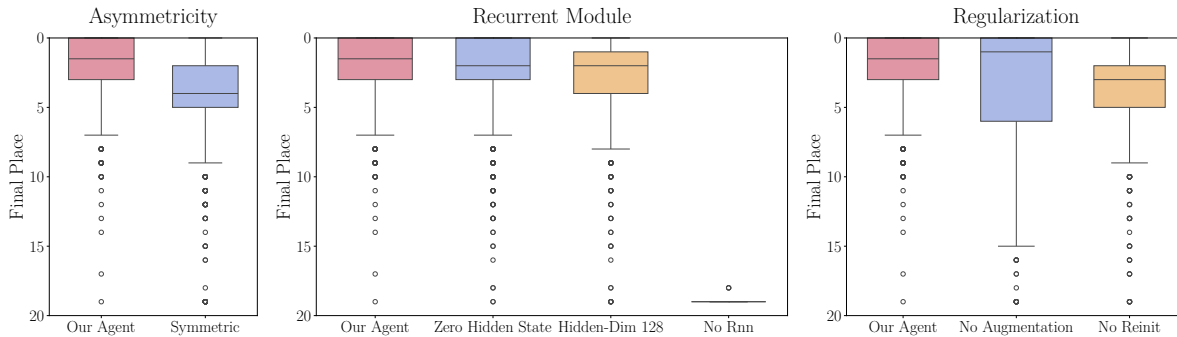 Asymmetricity
Final Place
0
5
10
15
20
Our Agent
Symmetric
Recurrent Module
Final Place
0
5
10
15
20
Our Agent
Zero Hidden State
Hidden-Dim 128
No Rnn
Regularization
Final Place
0
5
10
15
20
Our Agent
No Augmentation
No Reinit